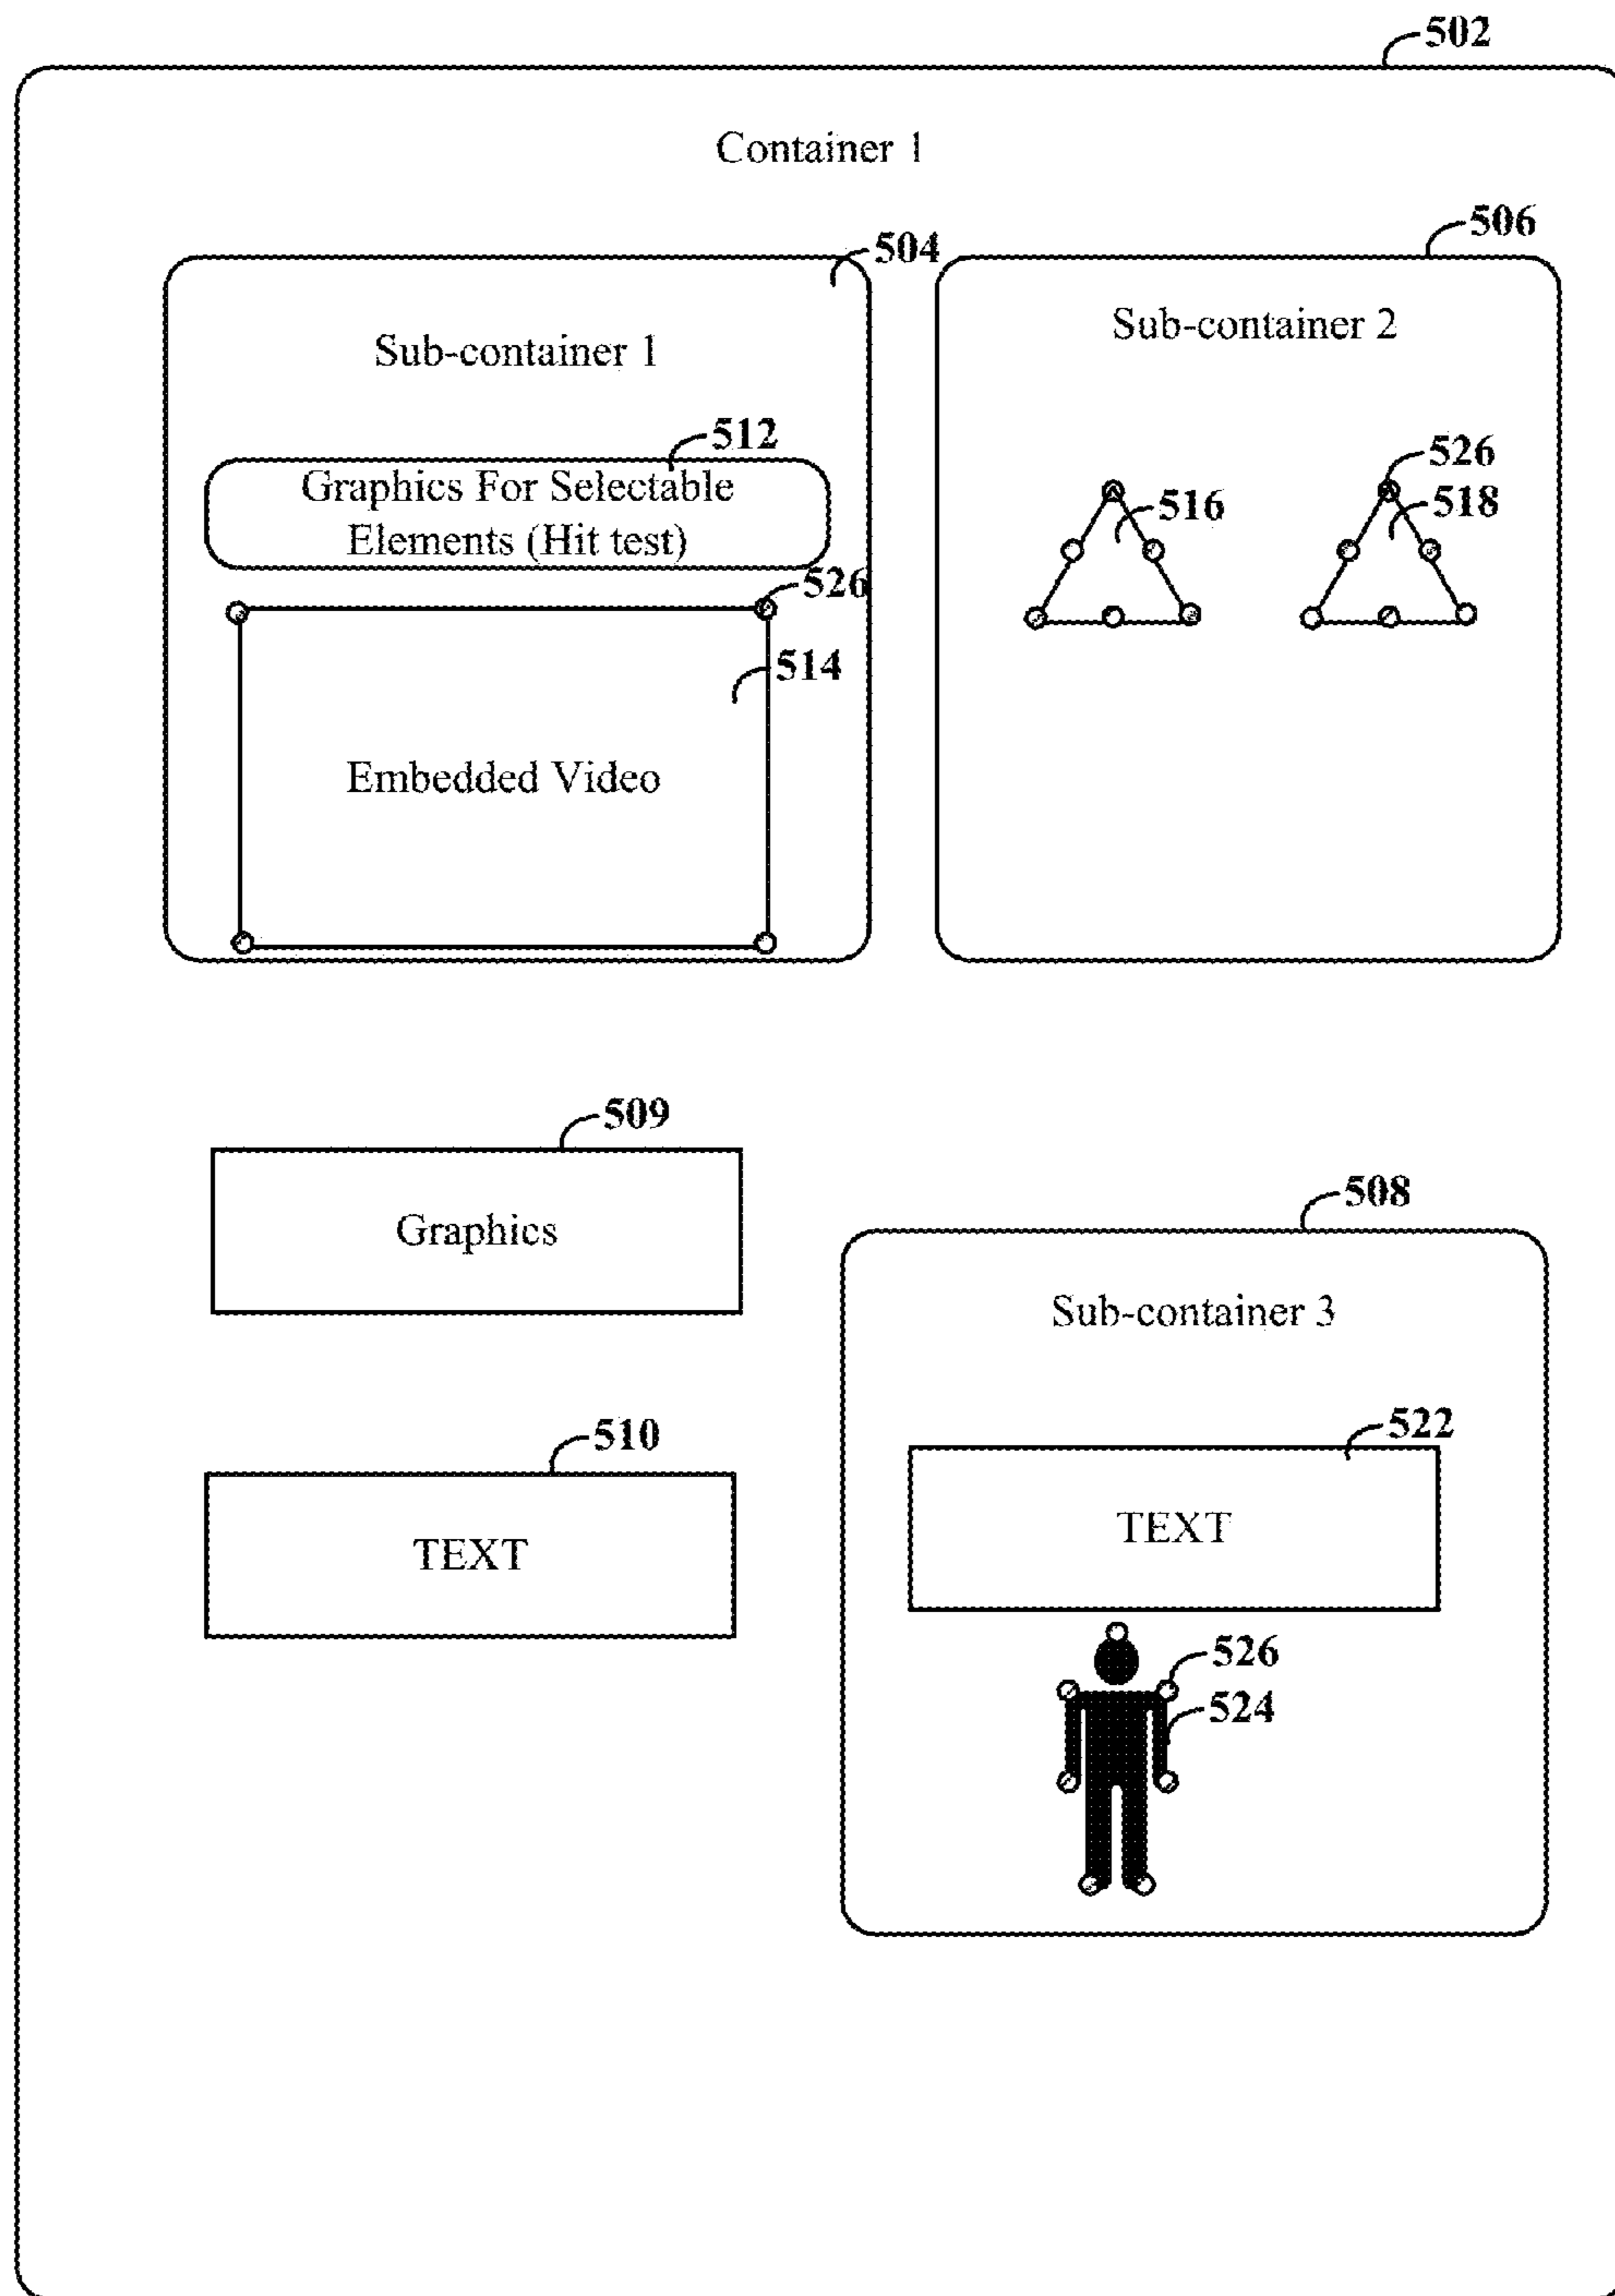 502
Container 1
504
506
Sub-container 1
Sub-container 2
512
Graphics For Selectable
Elements (Hit test)
526
514
Embedded Video
526
516
518
509
Graphics
508
Sub-container 3
510
TEXT
522
TEXT
526
524